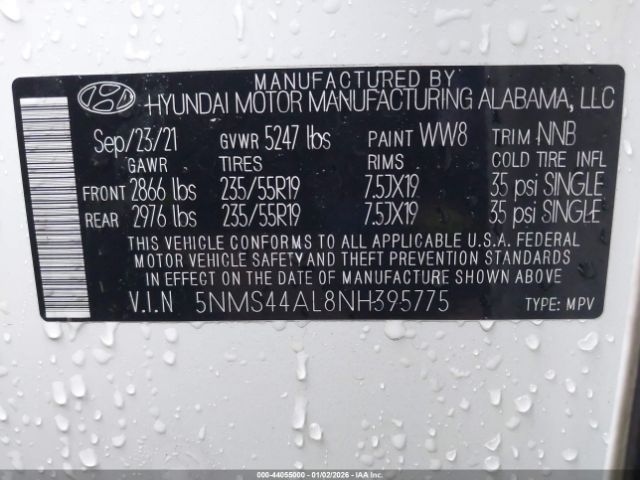 MANUFACTURED BY
HYUNDAI MOTOR MANUFACTURING ALABAMA, LLC
Sep/23/21 GVWR 5247 lbs PAINT WW8 TRIM NNB
GAWR TIRES RIMS COLD TIRE INFL
FRONT 2866 lbs 235/55R19 7.5JX19 35 psi SINGLE
REAR 2976 lbs 235/55R19 7.5JX19 35 psi SINGLE
THIS VEHICLE CONFORMS TO ALL APPLICABLE U.S.A. FEDERAL
MOTOR VEHICLE SAFETY AND THEFT PREVENTION STANDARDS
IN EFFECT ON THE DATE OF MANUFACTURE SHOWN ABOVE.
V.I.N 5NMS44AL8NH395775 TYPE: MPV
000-44055000 01/02/2026 - IAAI.COM